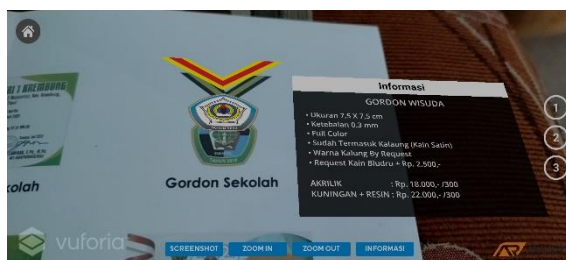 I 1 KREMBUNG
kolah
Gordon Sekolah
Informasi
GORDON WISUDA
• Ukuran 7,5 X 7,5 cm
• Ketebalan 0,3 mm
• Full Color
• Sudah Termasuk Kalaung (Kain Satin)
• Warna Kalung By Request
• Request Kain Bludru + Rp. 2.500,-
AKRILIK : Rp. 18.000,- /300
KUNINGAN + RESIN : Rp. 22.000,- /300
1
2
3
vuforia
SCREENSHOT ZOOM IN ZOOM OUT INFORMASI